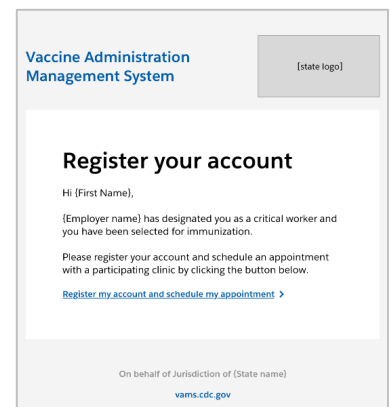 Vaccine Administration
Management System
[state logo]
Register your account
Hi {First Name},
{Employer name} has designated you as a critical worker and
you have been selected for immunization.
Please register your account and schedule an appointment
with a participating clinic by clicking the button below.
Register my account and schedule my appointment >
On behalf of Jurisdiction of {State name}
vams.cdc.gov